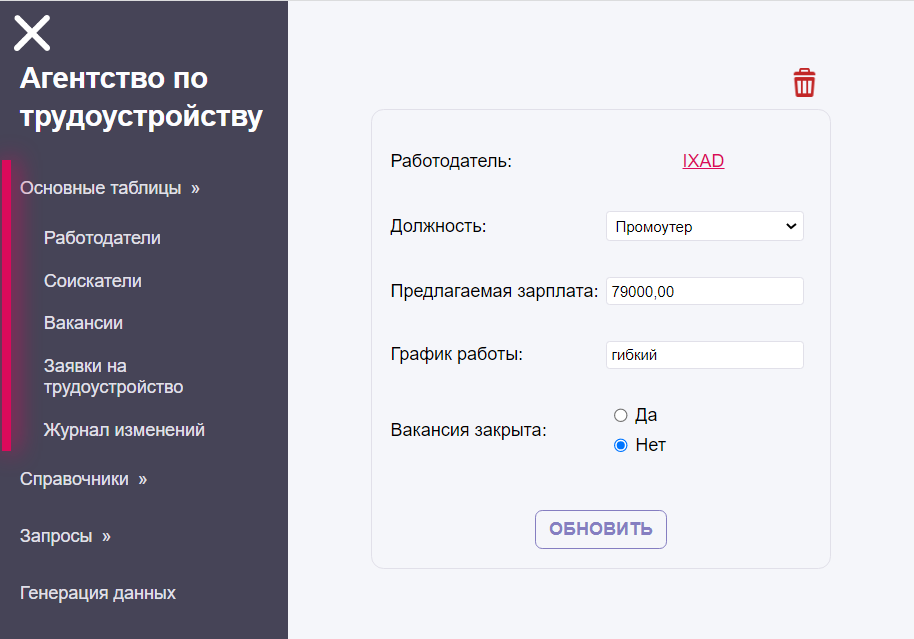 Агентство по
трудоустройству
Основные таблицы »
Работодатели
Соискатели
Вакансии
Заявки на
трудоустройство
Журнал изменений
Справочники »
Запросы »
Генерация данных
Работодатель: IXAD
Должность: Промоутер
Предлагаемая зарплата: 79000,00
График работы: гибкий
Вакансия закрыта:
Да
Нет
ОБНОВИТЬ